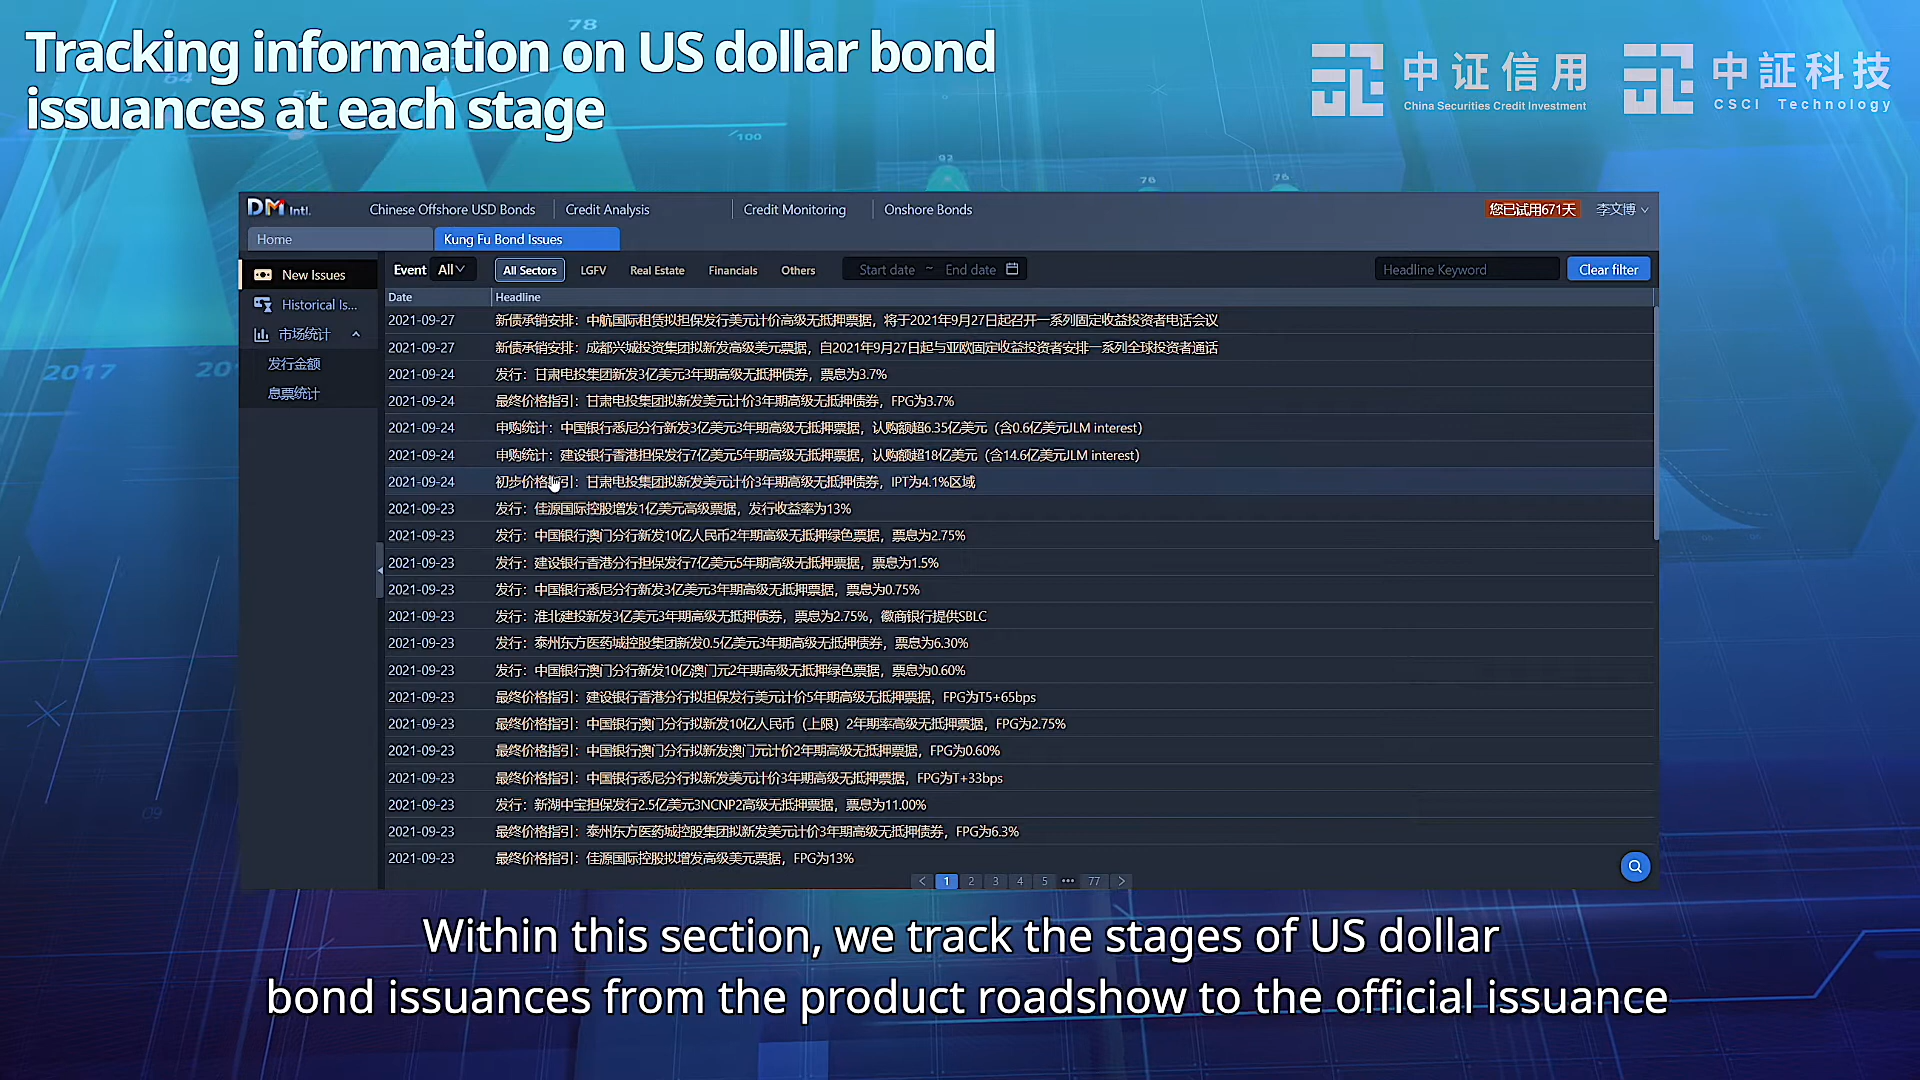 Tracking information on US dollar bond
issuances at each stage
中证信用
China Securities Credit Investment
中証科技
CSCI Technology
78
64
100
92
76
76
2017
DM Intl.
Chinese Offshore USD Bonds
Credit Analysis
Credit Monitoring
Onshore Bonds
您已试用671天
李文博
Home
Kung Fu Bond Issues
New Issues
Historical Is...
市场统计
发行金额
息票统计
Event All
All Sectors
LGFV
Real Estate
Financials
Others
Start date ~ End date
Headline Keyword
Clear filter
Date Headline
2021-09-27 新债承销安排：中航国际租赁拟担保发行美元计价高级无抵押票据，将于2021年9月27日起召开一系列固定收益投资者电话会议
2021-09-27 新债承销安排：成都兴城投资集团拟新发高级美元票据，自2021年9月27日起与亚欧固定收益投资者安排一系列全球投资者通话
2021-09-24 发行：甘肃电投集团新发3亿美元3年期高级无抵押债券，票息为3.7%
2021-09-24 最终价格指引：甘肃电投集团拟新发美元计价3年期高级无抵押债券，FPG为3.7%
2021-09-24 申购统计：中国银行悉尼分行新发3亿美元3年期高级无抵押票据，认购额超6.35亿美元（含0.6亿美元JLM interest）
2021-09-24 申购统计：建设银行香港担保发行7亿美元5年期高级无抵押票据，认购额超18亿美元（含14.6亿美元JLM interest）
2021-09-24 初步价格指引：甘肃电投集团拟新发美元计价3年期高级无抵押债券，IPT为4.1%区域
2021-09-23 发行：佳源国际控股增发1亿美元高级票据，发行收益率为13%
2021-09-23 发行：中国银行澳门分行新发10亿人民币2年期高级无抵押绿色票据，票息为2.75%
2021-09-23 发行：建设银行香港分行担保发行7亿美元5年期高级无抵押票据，票息为1.5%
2021-09-23 发行：中国银行悉尼分行新发3亿美元3年期高级无抵押票据，票息为0.75%
2021-09-23 发行：淮北建投新发3亿美元3年期高级无抵押债券，票息为2.75%，徽商银行提供SBLC
2021-09-23 发行：泰州东方医药城控股集团新发0.5亿美元3年期高级无抵押债券，票息为6.30%
2021-09-23 发行：中国银行澳门分行新发10亿澳门元2年期高级无抵押绿色票据，票息为0.60%
2021-09-23 最终价格指引：建设银行香港分行拟担保发行美元计价5年期高级无抵押票据，FPG为T5+65bps
2021-09-23 最终价格指引：中国银行澳门分行拟新发10亿人民币（上限）2年期率高级无抵押票据，FPG为2.75%
2021-09-23 最终价格指引：中国银行澳门分行拟新发澳门元计价2年期高级无抵押票据，FPG为0.60%
2021-09-23 最终价格指引：中国银行悉尼分行拟新发美元计价3年期高级无抵押票据，FPG为T+33bps
2021-09-23 发行：新湖中宝担保发行2.5亿美元3NCNP2高级无抵押票据，票息为11.00%
2021-09-23 最终价格指引：泰州东方医药城控股集团拟新发美元计价3年期高级无抵押债券，FPG为6.3%
2021-09-23 最终价格指引：佳源国际控股拟增发高级美元票据，FPG为13%
< 1 2 3 4 5 ••• 77 >
Within this section, we track the stages of US dollar
bond issuances from the product roadshow to the official issuance